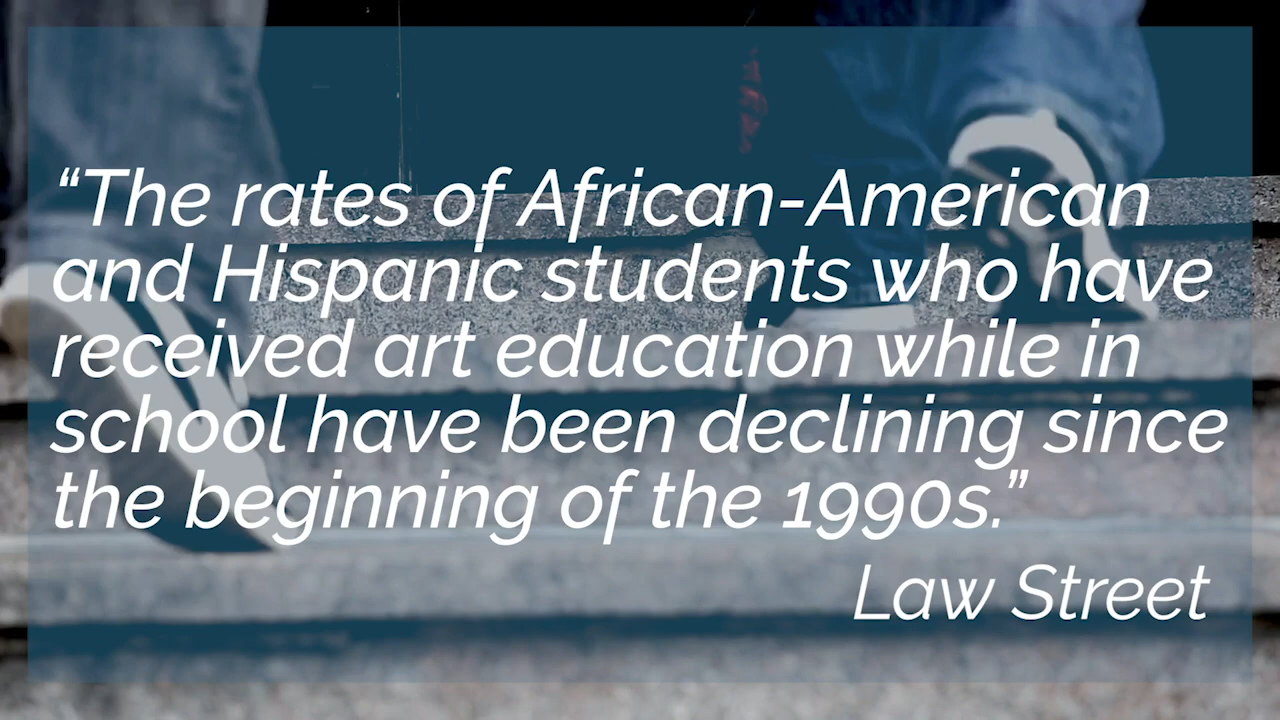 “The rates of African-American
and Hispanic students who have
received art education while in
school have been declining since
the beginning of the 1990s.”
Law Street